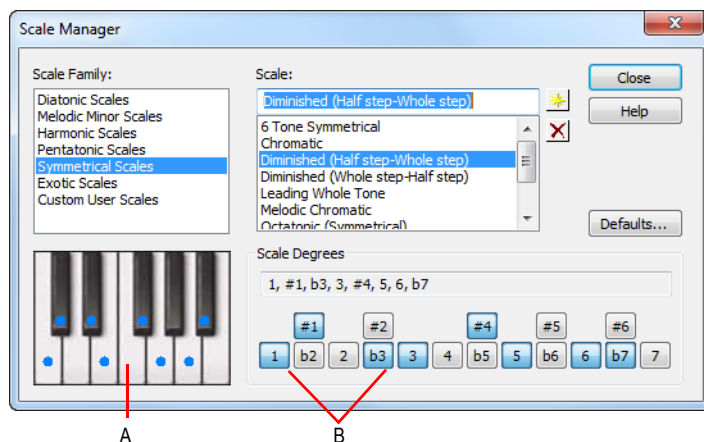 Scale Manager
x
Scale Family:
Diatonic Scales
Melodic Minor Scales
Harmonic Scales
Pentatonic Scales
Symmetrical Scales
Exotic Scales
Custom User Scales
Scale:
Diminished (Half step-Whole step)
6 Tone Symmetrical
Chromatic
Diminished (Half step-Whole step)
Diminished (Whole step-Half step)
Leading Whole Tone
Melodic Chromatic
Octatonic (Symmetrical)
Close
Help
Defaults...
Scale Degrees
1, #1, b3, 3, #4, 5, 6, b7
#1 #2 #4 #5 #6
1 b2 2 b3 3 4 b5 5 b6 6 b7 7
A B